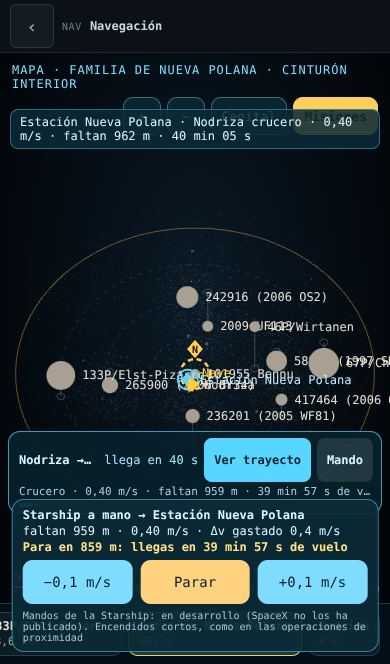 ‹ NAV Navegación
MAPA · FAMILIA DE NUEVA POLANA · CINTURÓN
INTERIOR
Estación Nueva Polana · Nodriza crucero · 0,40
m/s · faltan 962 m · 40 min 05 s
242916 (2006 OS2)
46P/Wirtanen
N
133P/Elst-Pizarro
101955 Bennu
Estación Nueva Polana
265900
417464 (2006
236201 (2005 WF81)
Nodriza →… llega en 40 s Ver trayecto Mando
Crucero · 0,40 m/s · faltan 959 m · 39 min 57 s de v…
Starship a mano → Estación Nueva Polana
faltan 959 m · 0,40 m/s · Δv gastado 0,4 m/s
Para en 859 m: llegas en 39 min 57 s de vuelo
−0,1 m/s Parar +0,1 m/s
Mandos de la Starship: en desarrollo (SpaceX no los ha
publicado). Encendidos cortos, como en las operaciones de
proximidad